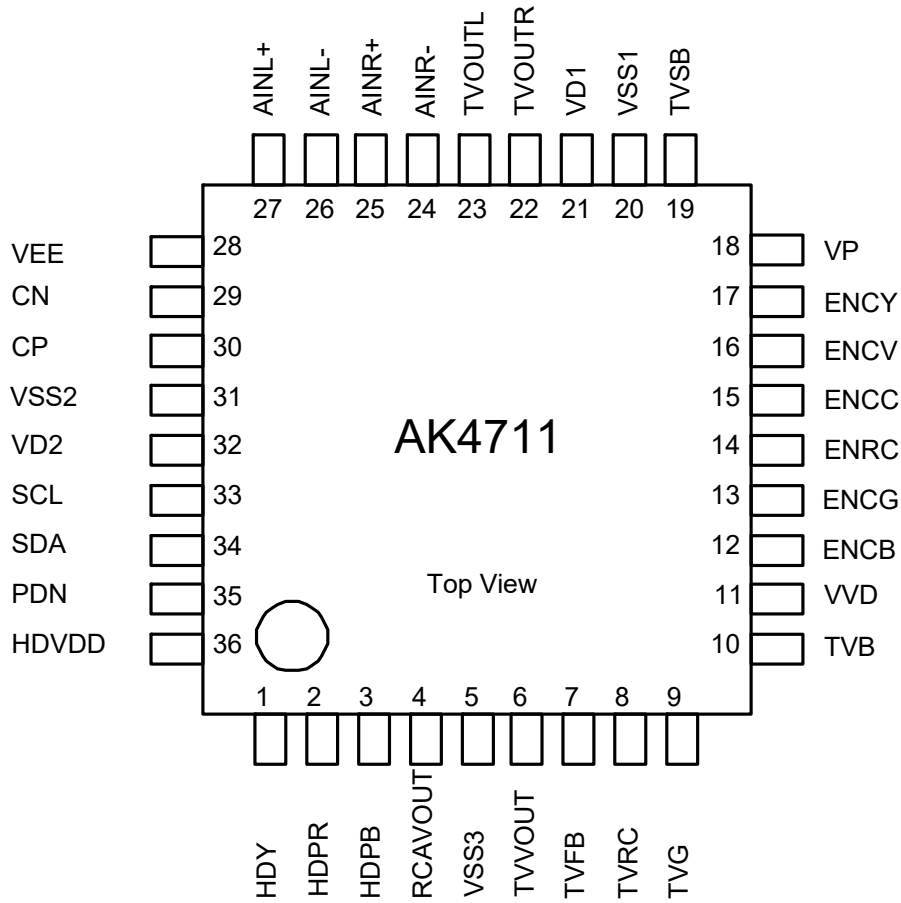 AINL+
AINL-
AINR+
AINR-
TVOUTL
TVOUTR
VD1
VSS1
TVSB
27 26 25 24 23 22 21 20 19
VEE 28
CN 29
CP 30
VSS2 31
VD2 32
SCL 33
SDA 34
PDN 35
HDVDD 36
AK4711
Top View
18 VP
17 ENCY
16 ENCV
15 ENCC
14 ENRC
13 ENCG
12 ENCB
11 VVD
10 TVB
1 2 3 4 5 6 7 8 9
HDY
HDPR
HDPB
RCAVOUT
VSS3
TVVOUT
TVFB
TVRC
TVG